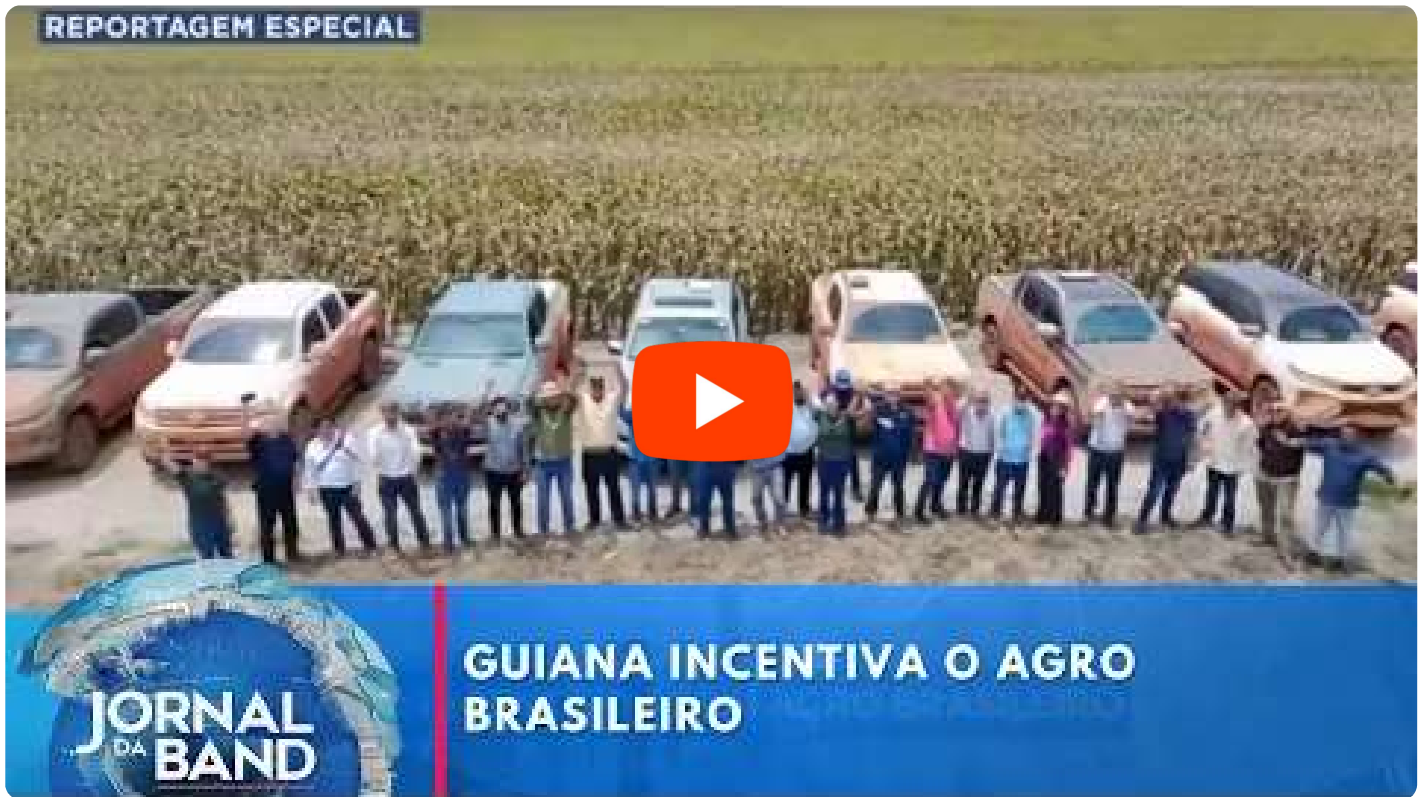 REPORTAGEM ESPECIAL
GUIANA INCENTIVA O AGRO
BRASILEIRO
JORNAL
DA BAND